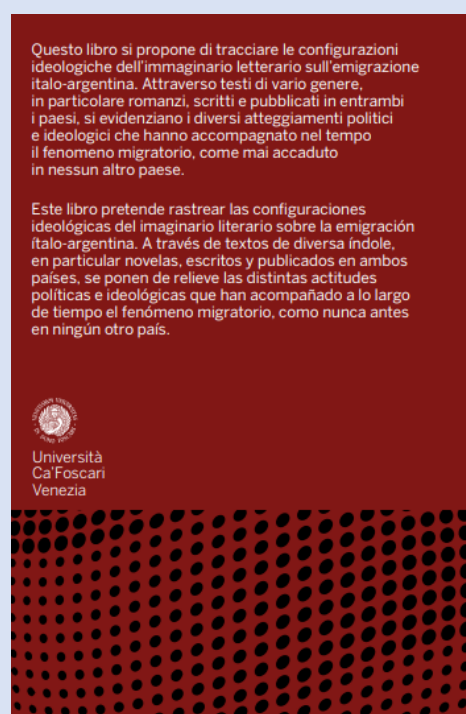 Questo libro si propone di tracciare le configurazioni
ideologiche dell'immaginario letterario sull'emigrazione
italo-argentina. Attraverso testi di vario genere,
in particolare romanzi, scritti e pubblicati in entrambi
i paesi, si evidenziano i diversi atteggiamenti politici
e ideologici che hanno accompagnato nel tempo
il fenomeno migratorio, come mai accaduto
in nessun altro paese.
Este libro pretende rastrear las configuraciones
ideológicas del imaginario literario sobre la emigración
ítalo-argentina. A través de textos de diversa índole,
en particular novelas, escritos y publicados en ambos
países, se ponen de relieve las distintas actitudes
políticas e ideológicas que han acompañado a lo largo
de tiempo el fenómeno migratorio, como nunca antes
en ningún otro país.
Università
Ca'Foscari
Venezia